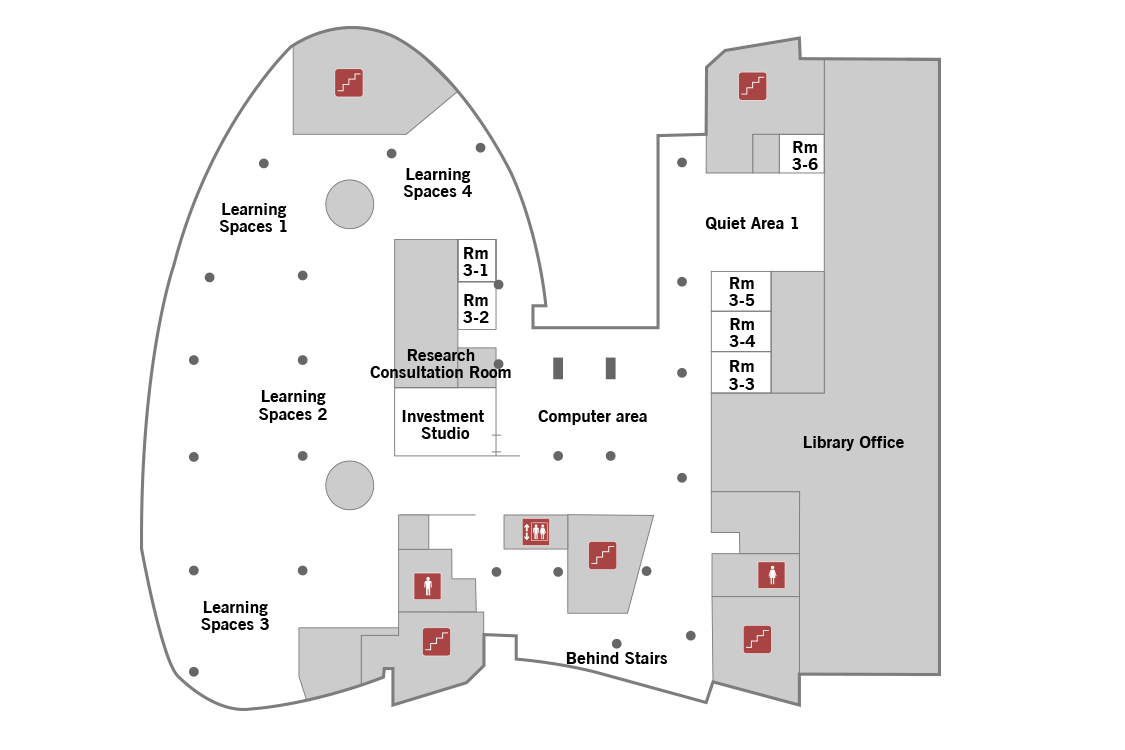 Rm
3-6
Learning
Spaces 4
Learning
Spaces 1
Quiet Area 1
Rm
3-1
Rm
3-2
Rm
3-5
Rm
3-4
Rm
3-3
Research
Consultation Room
Learning
Spaces 2
Investment
Studio
Computer area
Library Office
Learning
Spaces 3
Behind Stairs